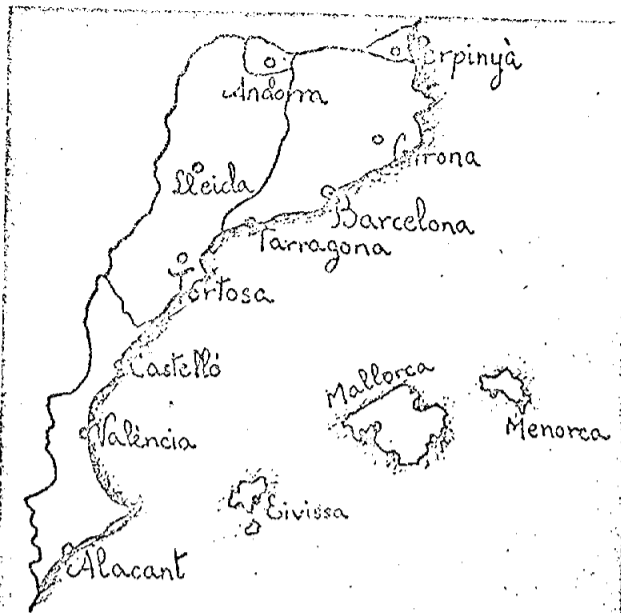 Perpinyà
Andorra
Girona
Lleida
Barcelona
Tarragona
Tortosa
Castelló
Mallorca
Menorca
València
Eivissa
Alacant